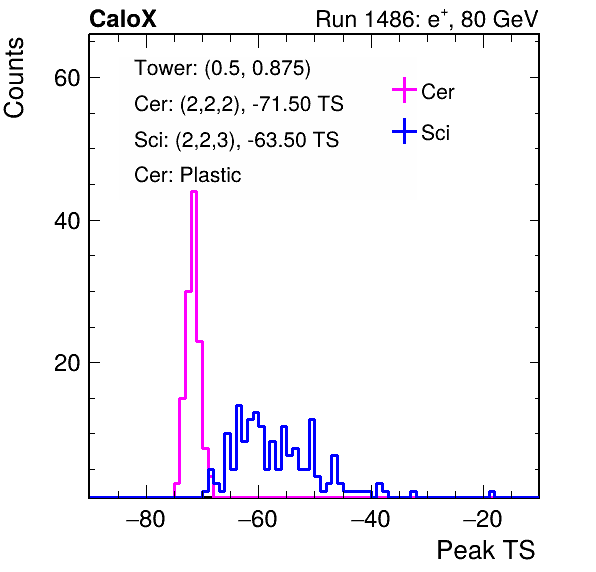 CaloX Run 1486: e⁺, 80 GeV
Counts
60
40
20
Tower: (0.5, 0.875)
Cer: (2,2,2), -71.50 TS
Sci: (2,2,3), -63.50 TS
Cer: Plastic
Cer
Sci
−80 −60 −40 −20
Peak TS